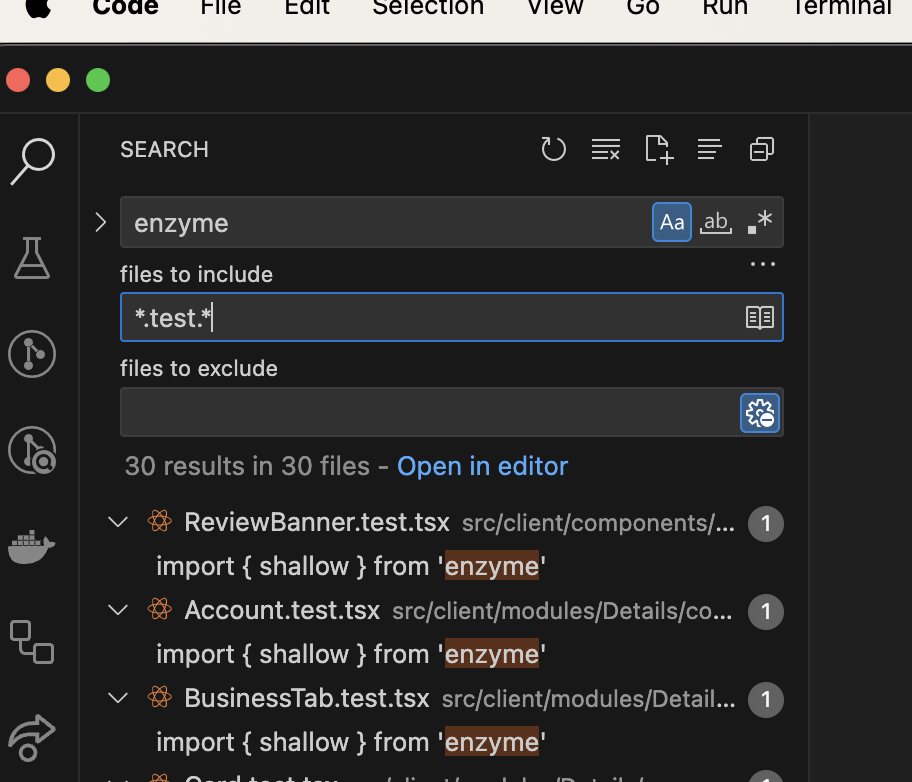 Code File Edit Selection View Go Run Terminal
SEARCH
enzyme Aa ab .*
files to include
...
*.test.*
files to exclude
30 results in 30 files - Open in editor
ReviewBanner.test.tsx src/client/components/... 1
import { shallow } from 'enzyme'
Account.test.tsx src/client/modules/Details/co... 1
import { shallow } from 'enzyme'
BusinessTab.test.tsx src/client/modules/Detail... 1
import { shallow } from 'enzyme'